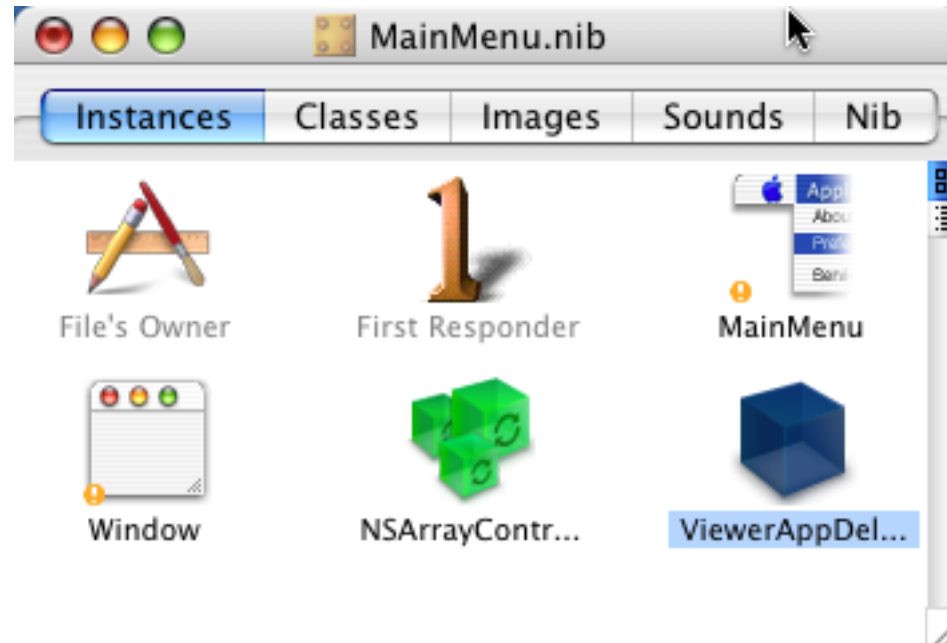 MainMenu.nib
Instances Classes Images Sounds Nib
File's Owner First Responder MainMenu
Window NSArrayContr... ViewerAppDel...